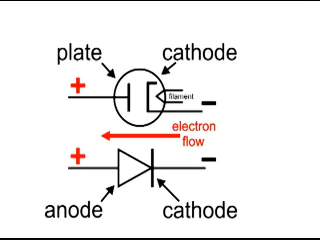 plate cathode
+
filament
−
electron
flow
+
−
anode cathode